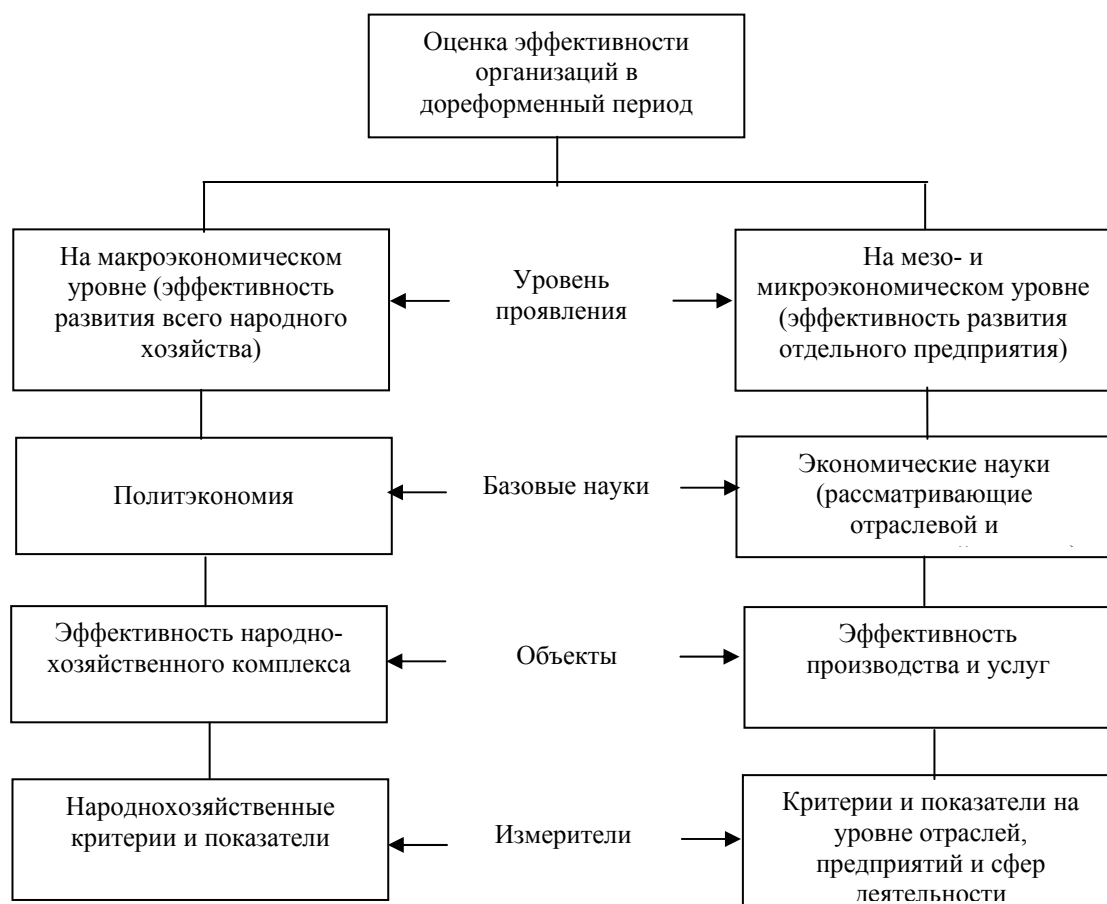 Оценка эффективности
организаций в
дореформенный период
На макроэкономическом
уровне (эффективность
развития всего народного
хозяйства)
Уровень
проявления
На мезо- и
микроэкономическом уровне
(эффективность развития
отдельного предприятия)
Политэкономия
Базовые науки
Экономические науки
(рассматривающие
отраслевой и
Эффективность народно-
хозяйственного комплекса
Объекты
Эффективность
производства и услуг
Народнохозяйственные
критерии и показатели
Измерители
Критерии и показатели на
уровне отраслей,
предприятий и сфер
деятельности